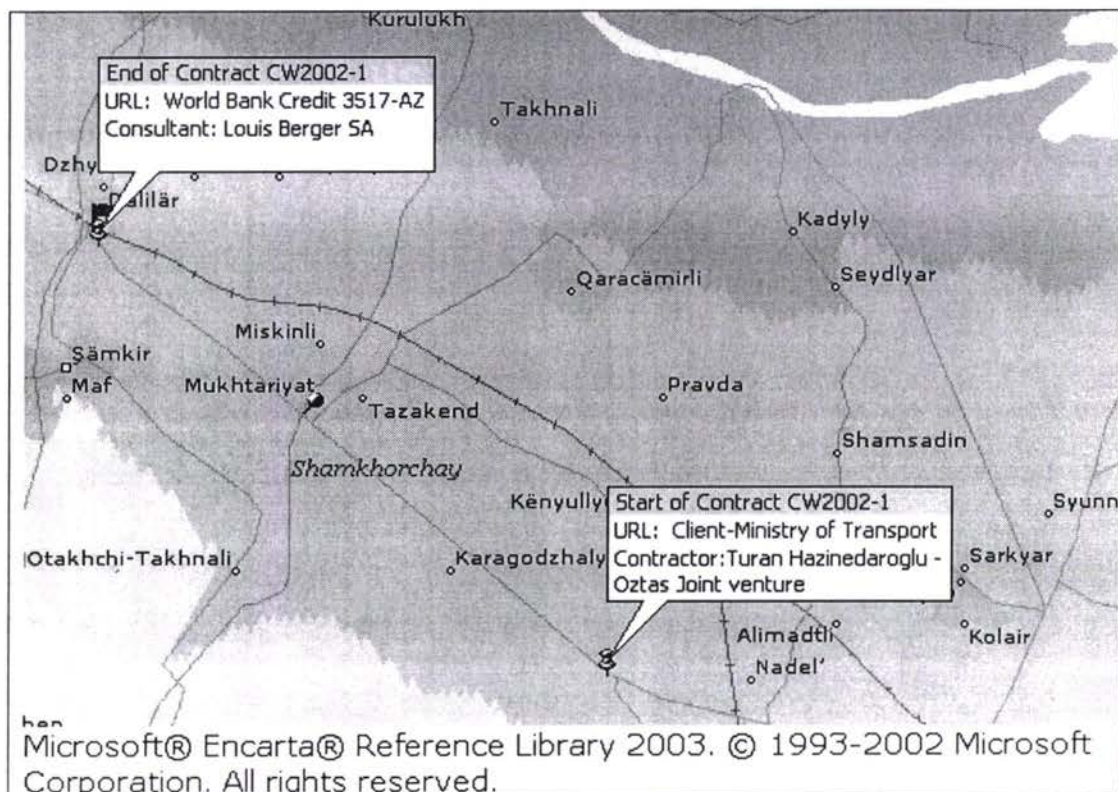 Kurulukh
End of Contract CW2002-1
URL: World Bank Credit 3517-AZ
Consultant: Louis Berger SA
Takhnali
Dzhy
Dälilär
Kadyly
Seydlyar
Qaracämirli
Miskinli
Sämkir
Maf
Mukhtariyat
Tazakend
Pravda
Shamsadin
Shamkhorchay
Start of Contract CW2002-1
URL: Client-Ministry of Transport
Contractor:Turan Hazinedaroglu -
Oztas Joint venture
Kënyully
Syunn
Otakhchi-Takhnali
Karagodzhaly
Sarkyar
Alimadtli
Kolair
Nadel'
hen
Microsoft® Encarta® Reference Library 2003. © 1993-2002 Microsoft
Corporation. All rights reserved.